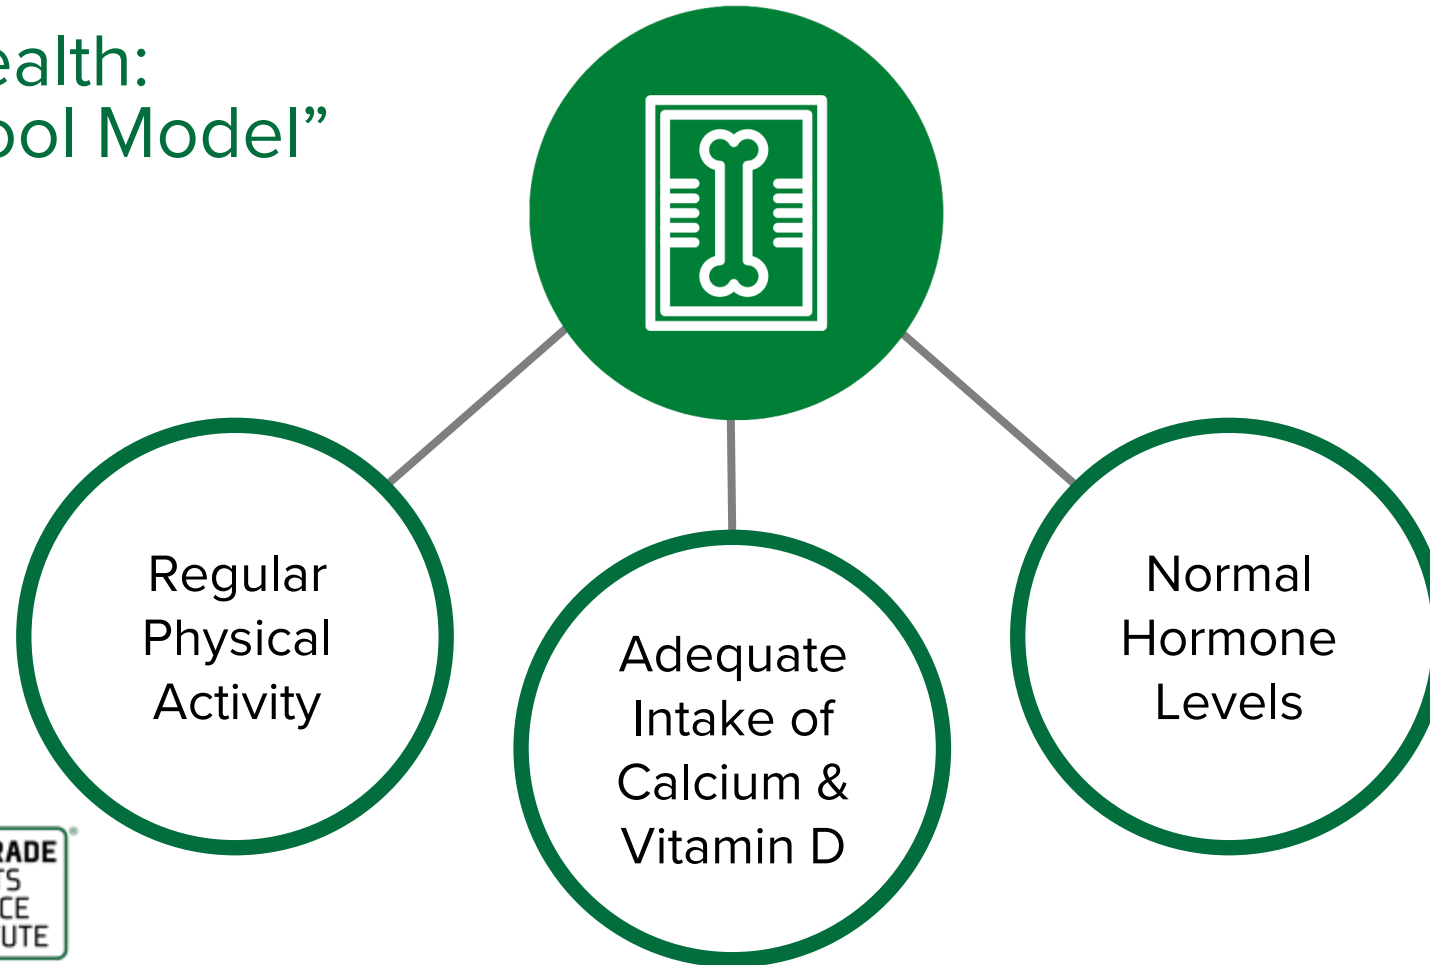 ealth:
ool Model”
Regular
Physical
Activity
Adequate
Intake of
Calcium &
Vitamin D
Normal
Hormone
Levels
RADE
TS
CE
UTE